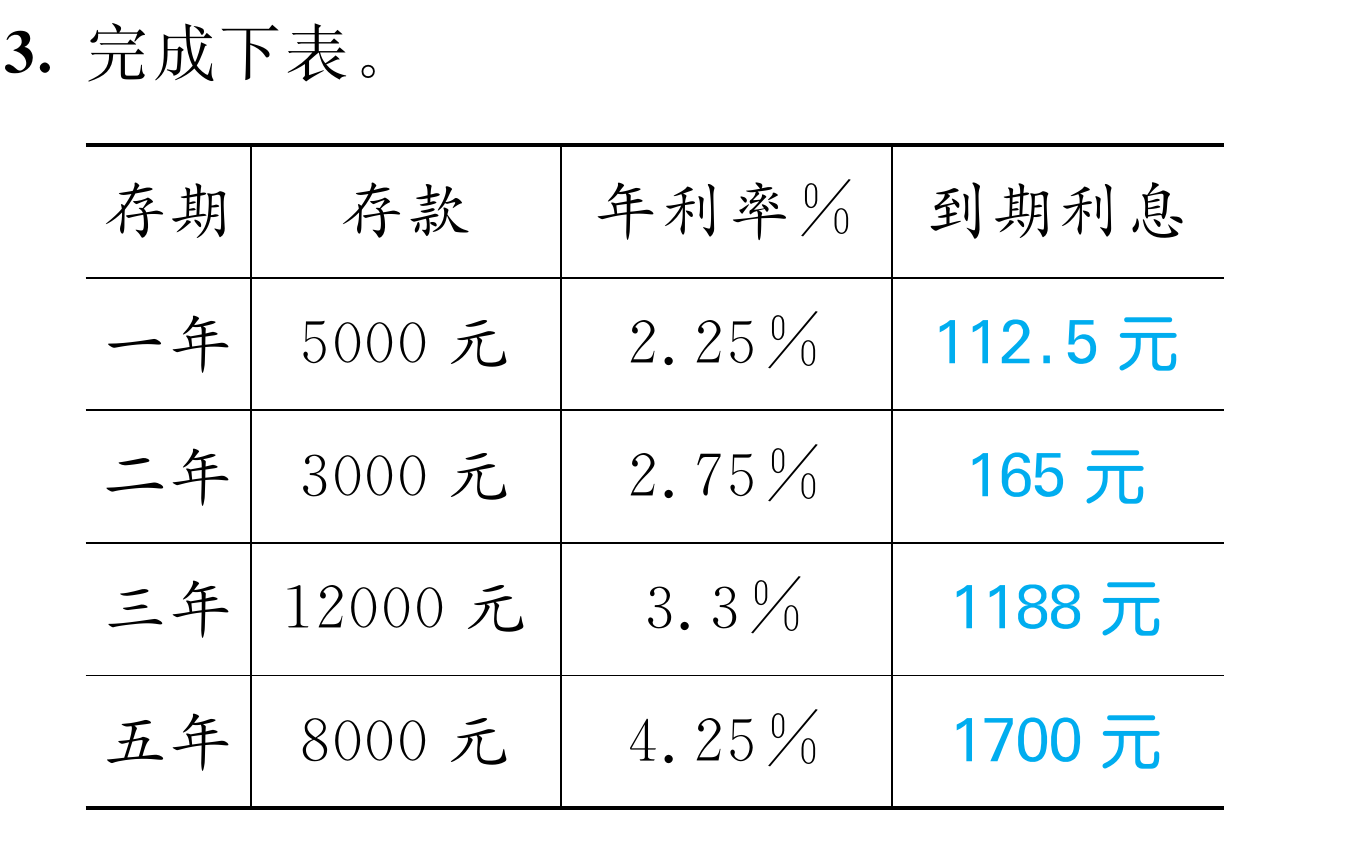 3. 完成下表。
存期 存款 年利率% 到期利息
一年 5000 元 2.25% 112.5 元
二年 3000 元 2.75% 165 元
三年 12000 元 3.3% 1188 元
五年 8000 元 4.25% 1700 元